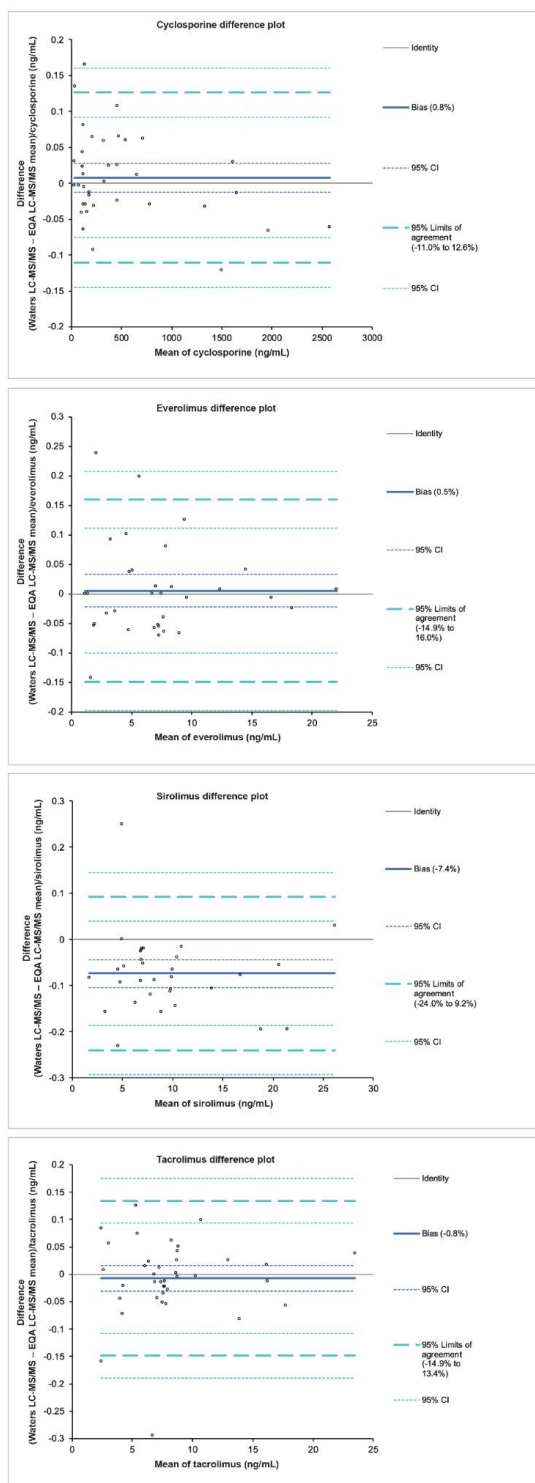 Cyclosporine difference plot
Difference
(Waters LC-MS/MS – EQA LC-MS/MS mean)/cyclosporine (ng/mL)
0.2
0.15
0.1
0.05
0
-0.05
-0.1
-0.15
-0.2
0
500
1000
1500
2000
2500
3000
Mean of cyclosporine (ng/mL)
Identity
Bias (0.8%)
95% CI
95% Limits of
agreement
(-11.0% to 12.6%)
95% CI
Everolimus difference plot
Difference
(Waters LC-MS/MS – EQA LC-MS/MS mean)/everolimus (ng/mL)
0.3
0.25
0.2
0.15
0.1
0.05
0
-0.05
-0.1
-0.15
-0.2
0
5
10
15
20
25
Mean of everolimus (ng/mL)
Identity
Bias (0.5%)
95% CI
95% Limits of
agreement
(-14.9% to
16.0%)
95% CI
Sirolimus difference plot
Difference
(Waters LC-MS/MS – EQA LC-MS/MS mean)/sirolimus (ng/mL)
0.3
0.2
0.1
0
-0.1
-0.2
-0.3
0
5
10
15
20
25
30
Mean of sirolimus (ng/mL)
Identity
Bias (-7.4%)
95% CI
95% Limits of
agreement
(-24.0% to 9.2%)
95% CI
Tacrolimus difference plot
Difference
(Waters LC-MS/MS – EQA LC-MS/MS mean)/tacrolimus (ng/mL)
0.2
0.15
0.1
0.05
0
-0.05
-0.1
-0.15
-0.2
-0.25
-0.3
0
5
10
15
20
25
Mean of tacrolimus (ng/mL)
Identity
Bias (-0.8%)
95% CI
95% Limits of
agreement
(-14.9% to
13.4%)
95% CI